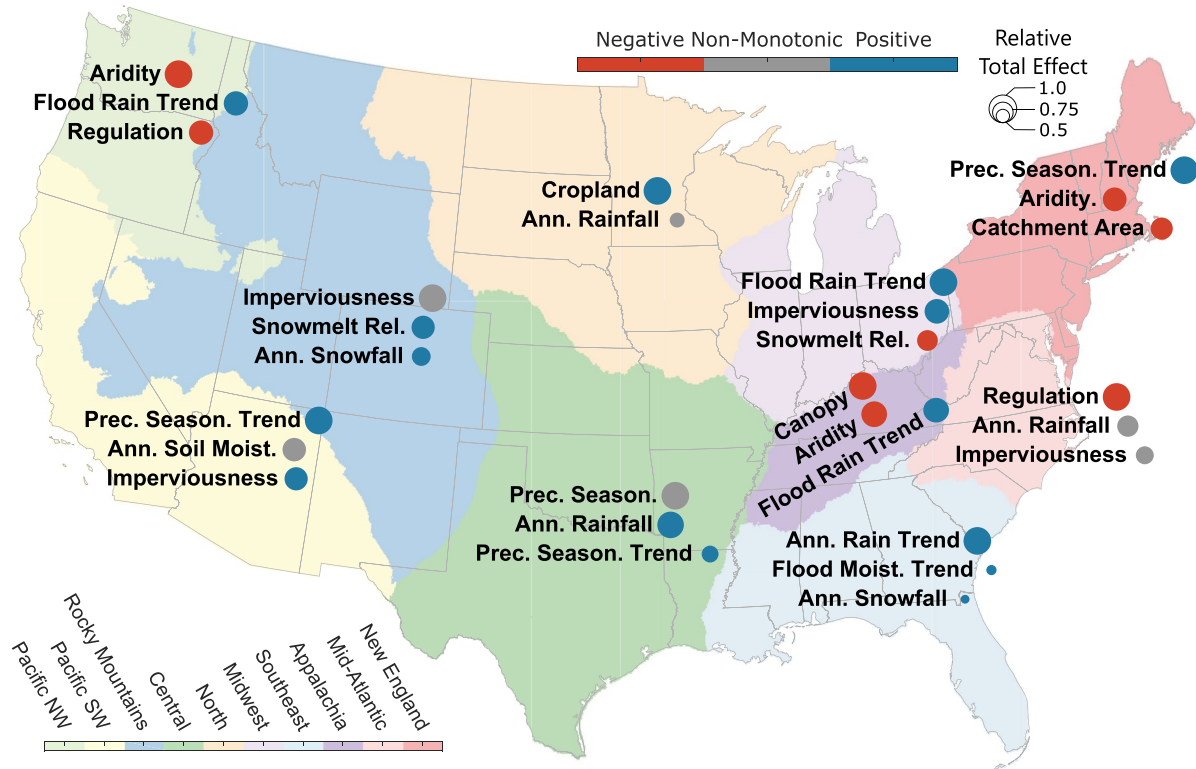 Negative Non-Monotonic Positive
Relative
Total Effect
1.0
0.75
0.5
Aridity
Flood Rain Trend
Regulation
Prec. Season. Trend
Aridity.
Catchment Area
Cropland
Ann. Rainfall
Imperviousness
Snowmelt Rel.
Ann. Snowfall
Flood Rain Trend
Imperviousness
Snowmelt Rel.
Prec. Season. Trend
Ann. Soil Moist.
Imperviousness
Canopy
Aridity
Flood Rain Trend
Regulation
Ann. Rainfall
Imperviousness
Prec. Season.
Ann. Rainfall
Prec. Season. Trend
Ann. Rain Trend
Flood Moist. Trend
Ann. Snowfall
Pacific NW
Pacific SW
Rocky Mountains
Central
North
Midwest
Southeast
Appalachia
Mid-Atlantic
New England